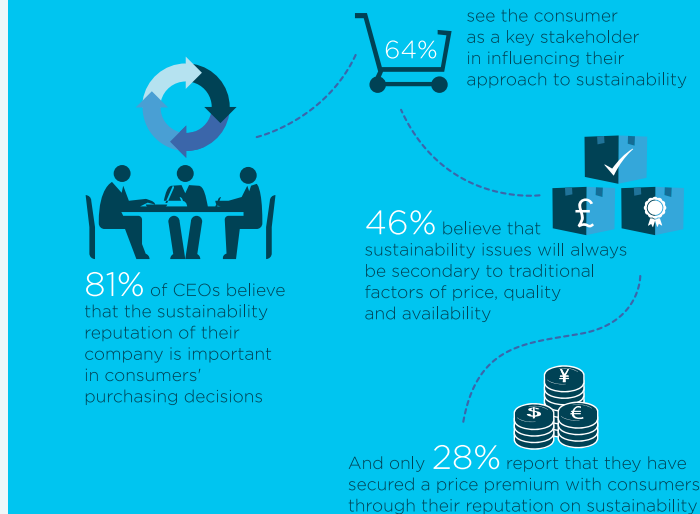 64%
see the consumer
as a key stakeholder
in influencing their
approach to sustainability
81% of CEOs believe
that the sustainability
reputation of their
company is important
in consumers'
purchasing decisions
£
46% believe that
sustainability issues will always
be secondary to traditional
factors of price, quality
and availability
¥
$ €
And only 28% report that they have
secured a price premium with consumers
through their reputation on sustainability